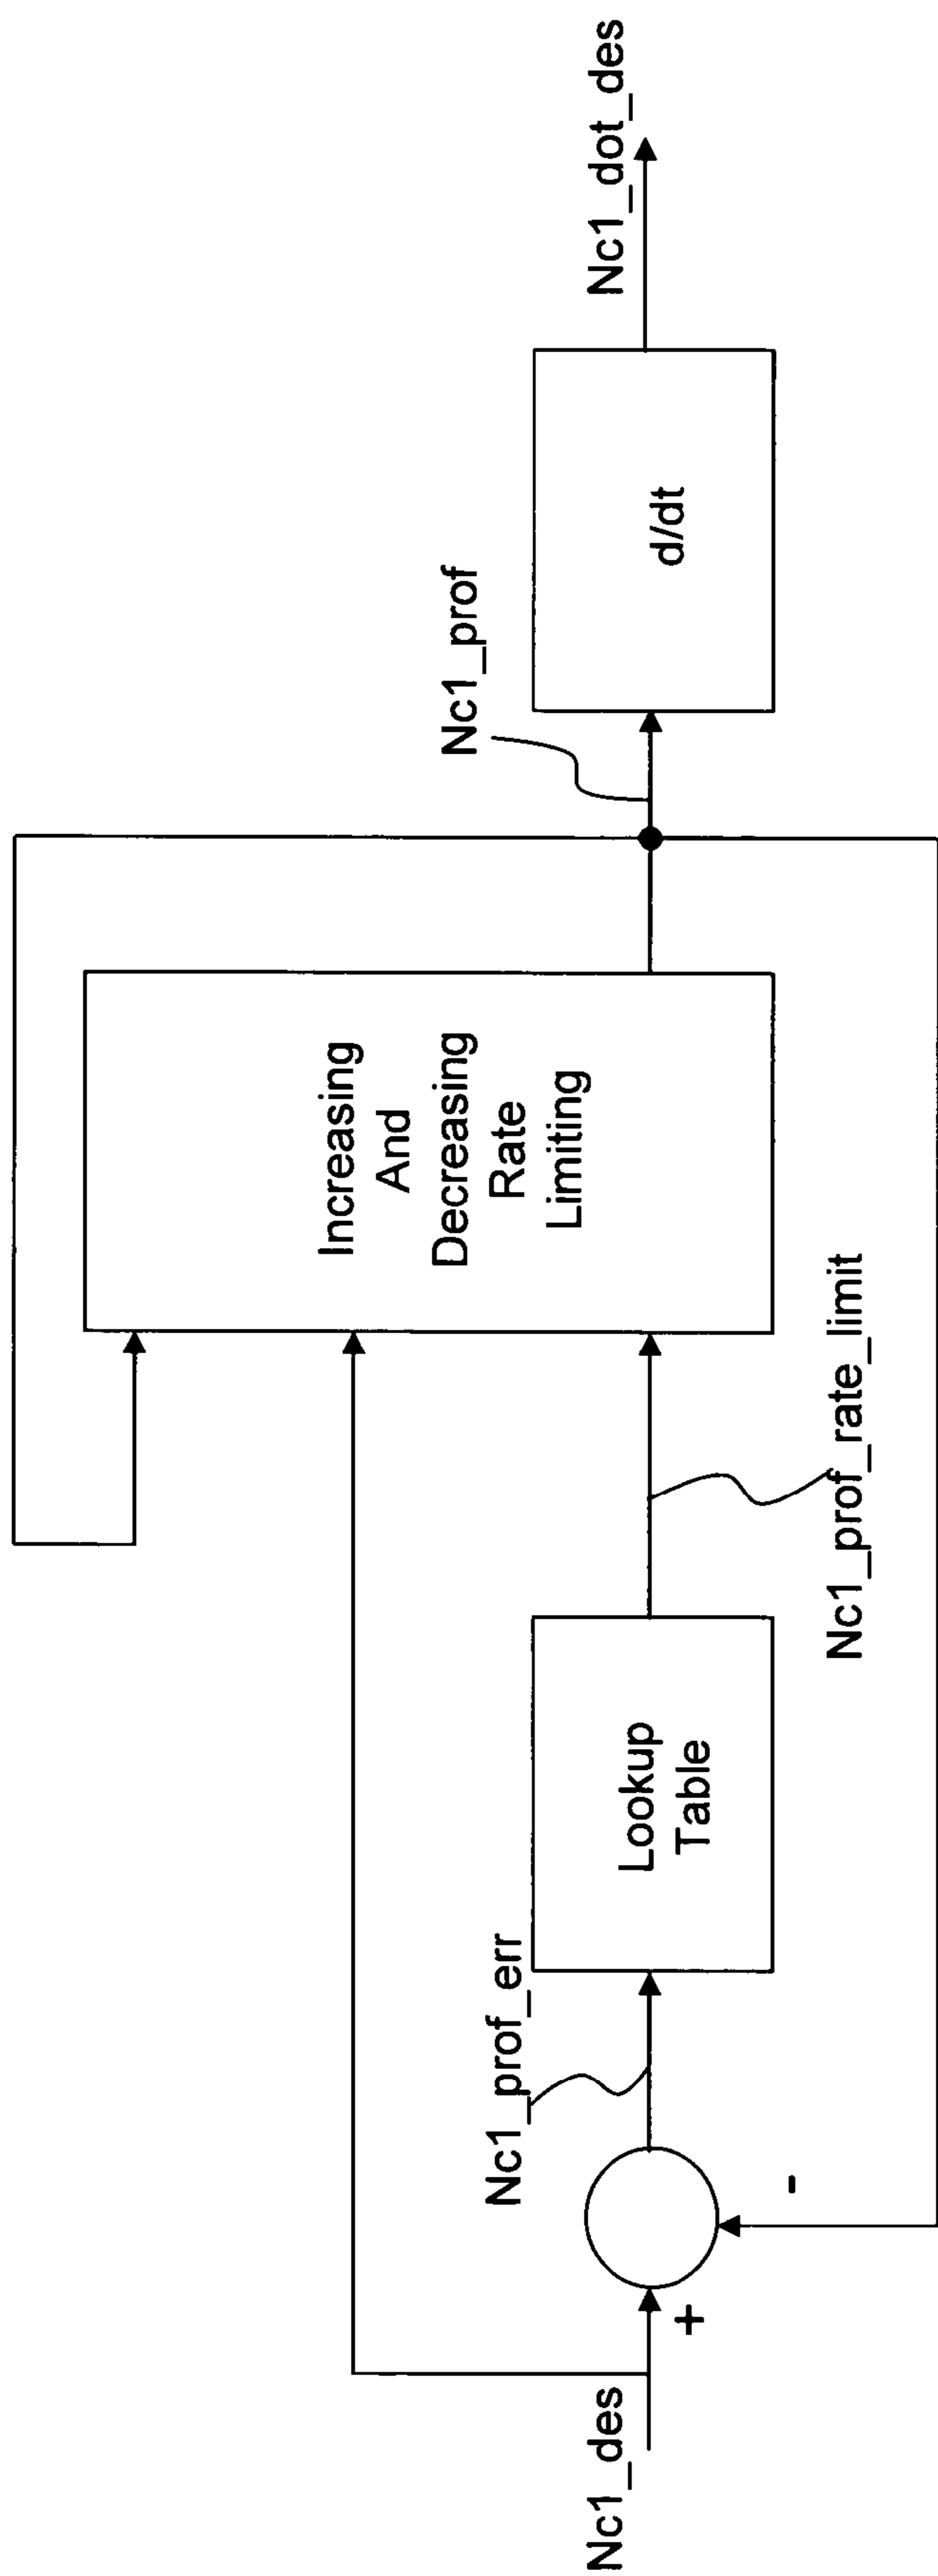 Nc1_des
+
-
Nc1_prof_err
Lookup
Table
Nc1_prof_rate_limit
Increasing
And
Decreasing
Rate
Limiting
Nc1_prof
d/dt
Nc1_dot_des